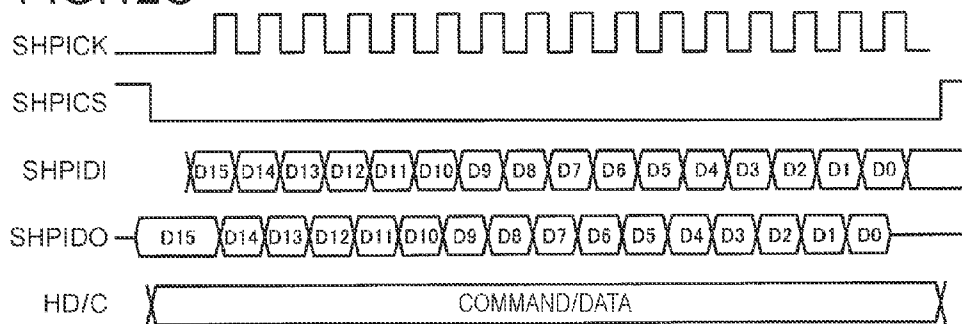 SHPICK
SHPICS
SHPIDI D15 D14 D13 D12 D11 D10 D9 D8 D7 D6 D5 D4 D3 D2 D1 D0
SHPIDO D15 D14 D13 D12 D11 D10 D9 D8 D7 D6 D5 D4 D3 D2 D1 D0
HD/C COMMAND/DATA